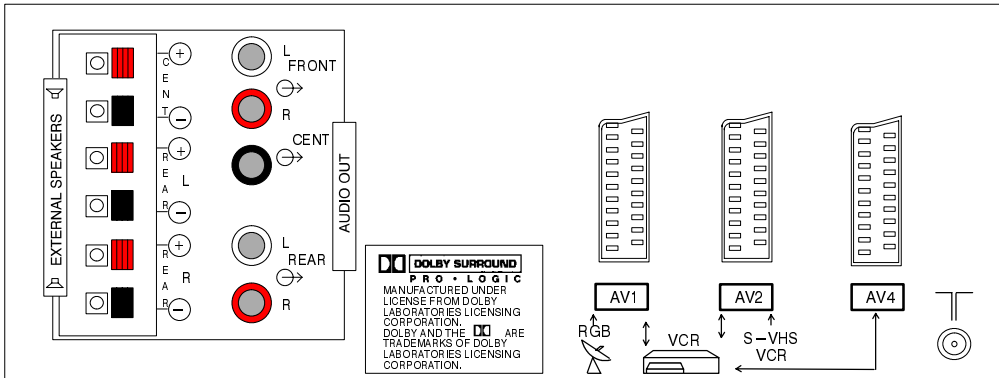 EXTERNAL SPEAKERS
+
CENT
−
+
REAR
L
−
+
REAR
R
−
L
FRONT
R
CENT
L
REAR
R
AUDIO OUT
DOLBY SURROUND
PRO • LOGIC
MANUFACTURED UNDER
LICENSE FROM DOLBY
LABORATORIES LICENSING
CORPORATION.
DOLBY AND THE ARE
TRADEMARKS OF DOLBY
LABORATORIES LICENSING
CORPORATION.
AV1
AV2
AV4
RGB
VCR
S-VHS
VCR